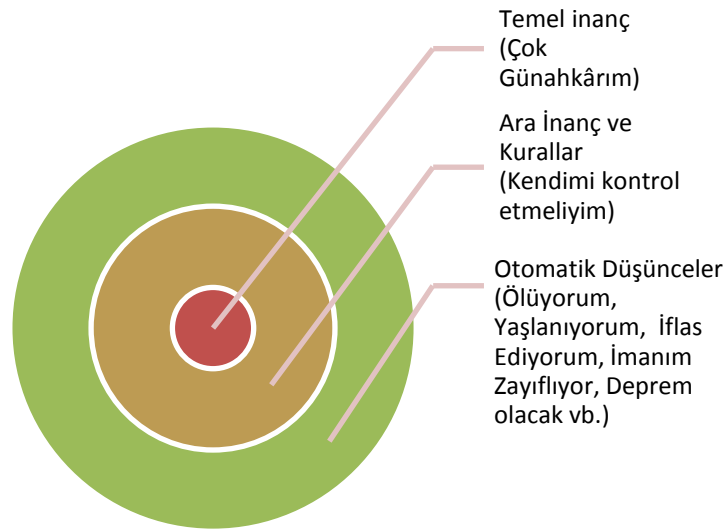 Temel inanç
(Çok
Günahkârım)
Ara İnanç ve
Kurallar
(Kendimi kontrol
etmeliyim)
Otomatik Düşünceler
(Ölüyorum,
Yaşlanıyorum, İflas
Ediyorum, İmanım
Zayıflıyor, Deprem
olacak vb.)